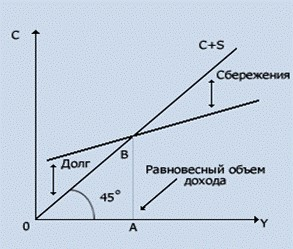 C
C+S
Сбережения
Долг
B
Равновесный объем
дохода
45°
0
A
Y